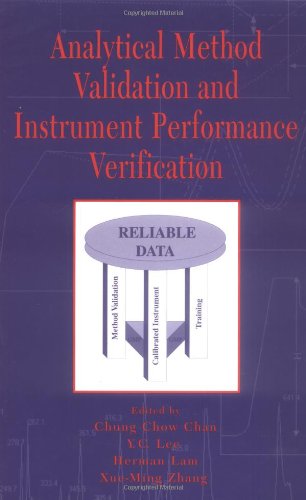 Analytical Method
Validation and
Instrument Performance
Verification
RELIABLE
DATA
Method Validation
Calibrated Instrument
Training
Edited by
Chung Chow Chan
Y.C. Lee
Herman Lam
Xue-Ming Zhang